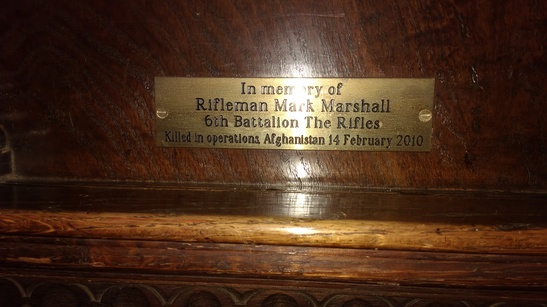 In memory of
Rifleman Mark Marshall
6th Battalion The Rifles
Killed in operations, Afghanistan 14 February 2010